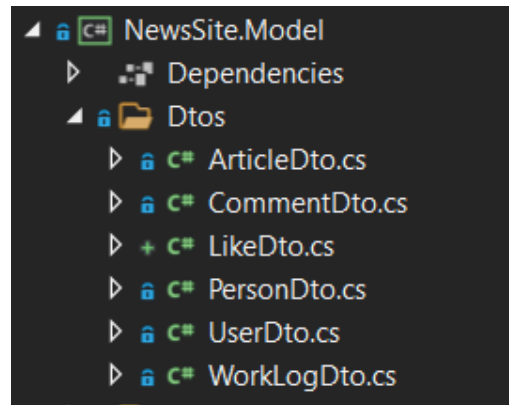 C# NewsSite.Model
Dependencies
Dtos
C# ArticleDto.cs
C# CommentDto.cs
+ C# LikeDto.cs
C# PersonDto.cs
C# UserDto.cs
C# WorkLogDto.cs